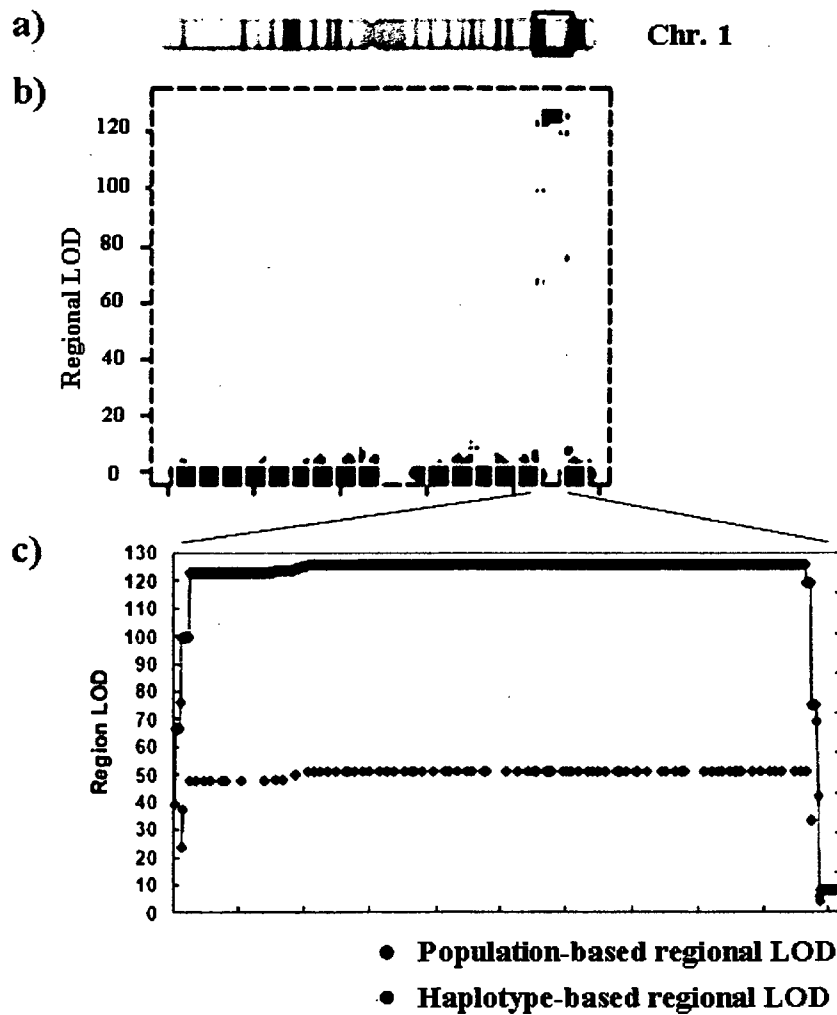 a)
Chr. 1
b)
120
100
80
60
40
20
0
Regional LOD
c)
130
120
110
100
90
80
70
60
50
40
30
20
10
0
Region LOD
Population-based regional LOD
Haplotype-based regional LOD